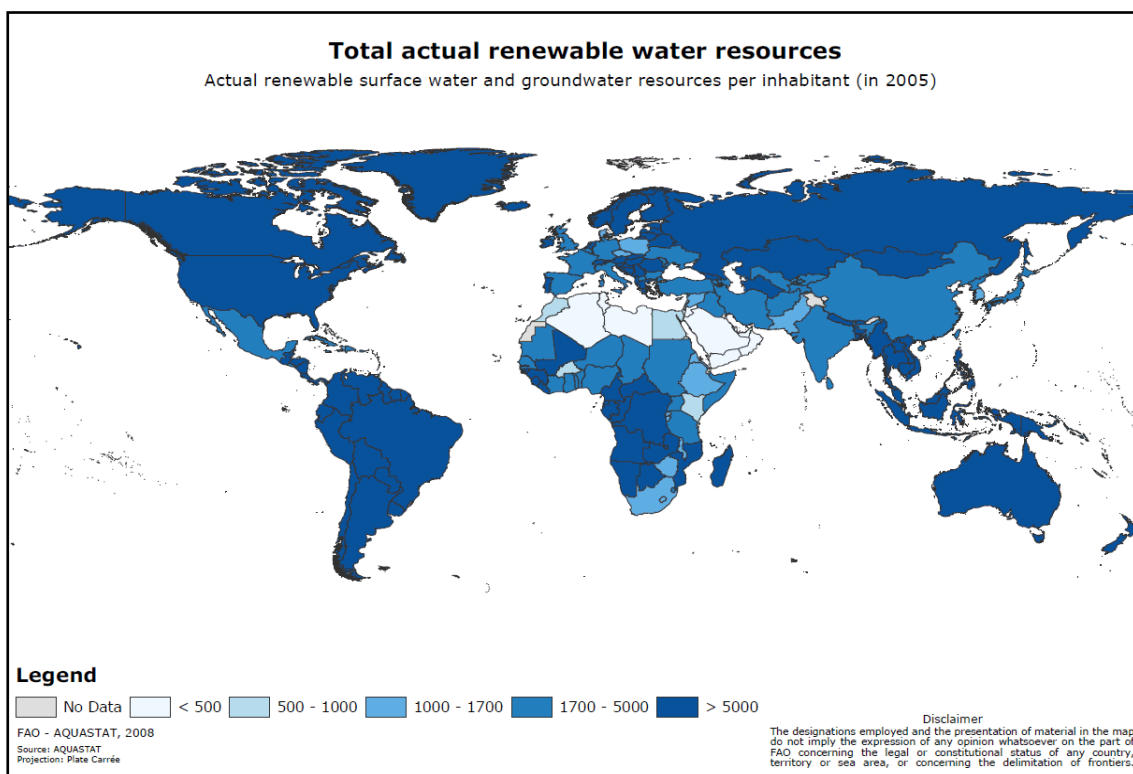 Total actual renewable water resources
Actual renewable surface water and groundwater resources per inhabitant (in 2005)
Legend
No Data
< 500
500 - 1000
1000 - 1700
1700 - 5000
> 5000
FAO - AQUASTAT, 2008
Source: AQUASTAT
Projection: Plate Carrée
Disclaimer
The designations employed and the presentation of material in the map
do not imply the expression of any opinion whatsoever on the part of
FAO concerning the legal or constitutional status of any country,
territory or sea area, or concerning the delimitation of frontiers.